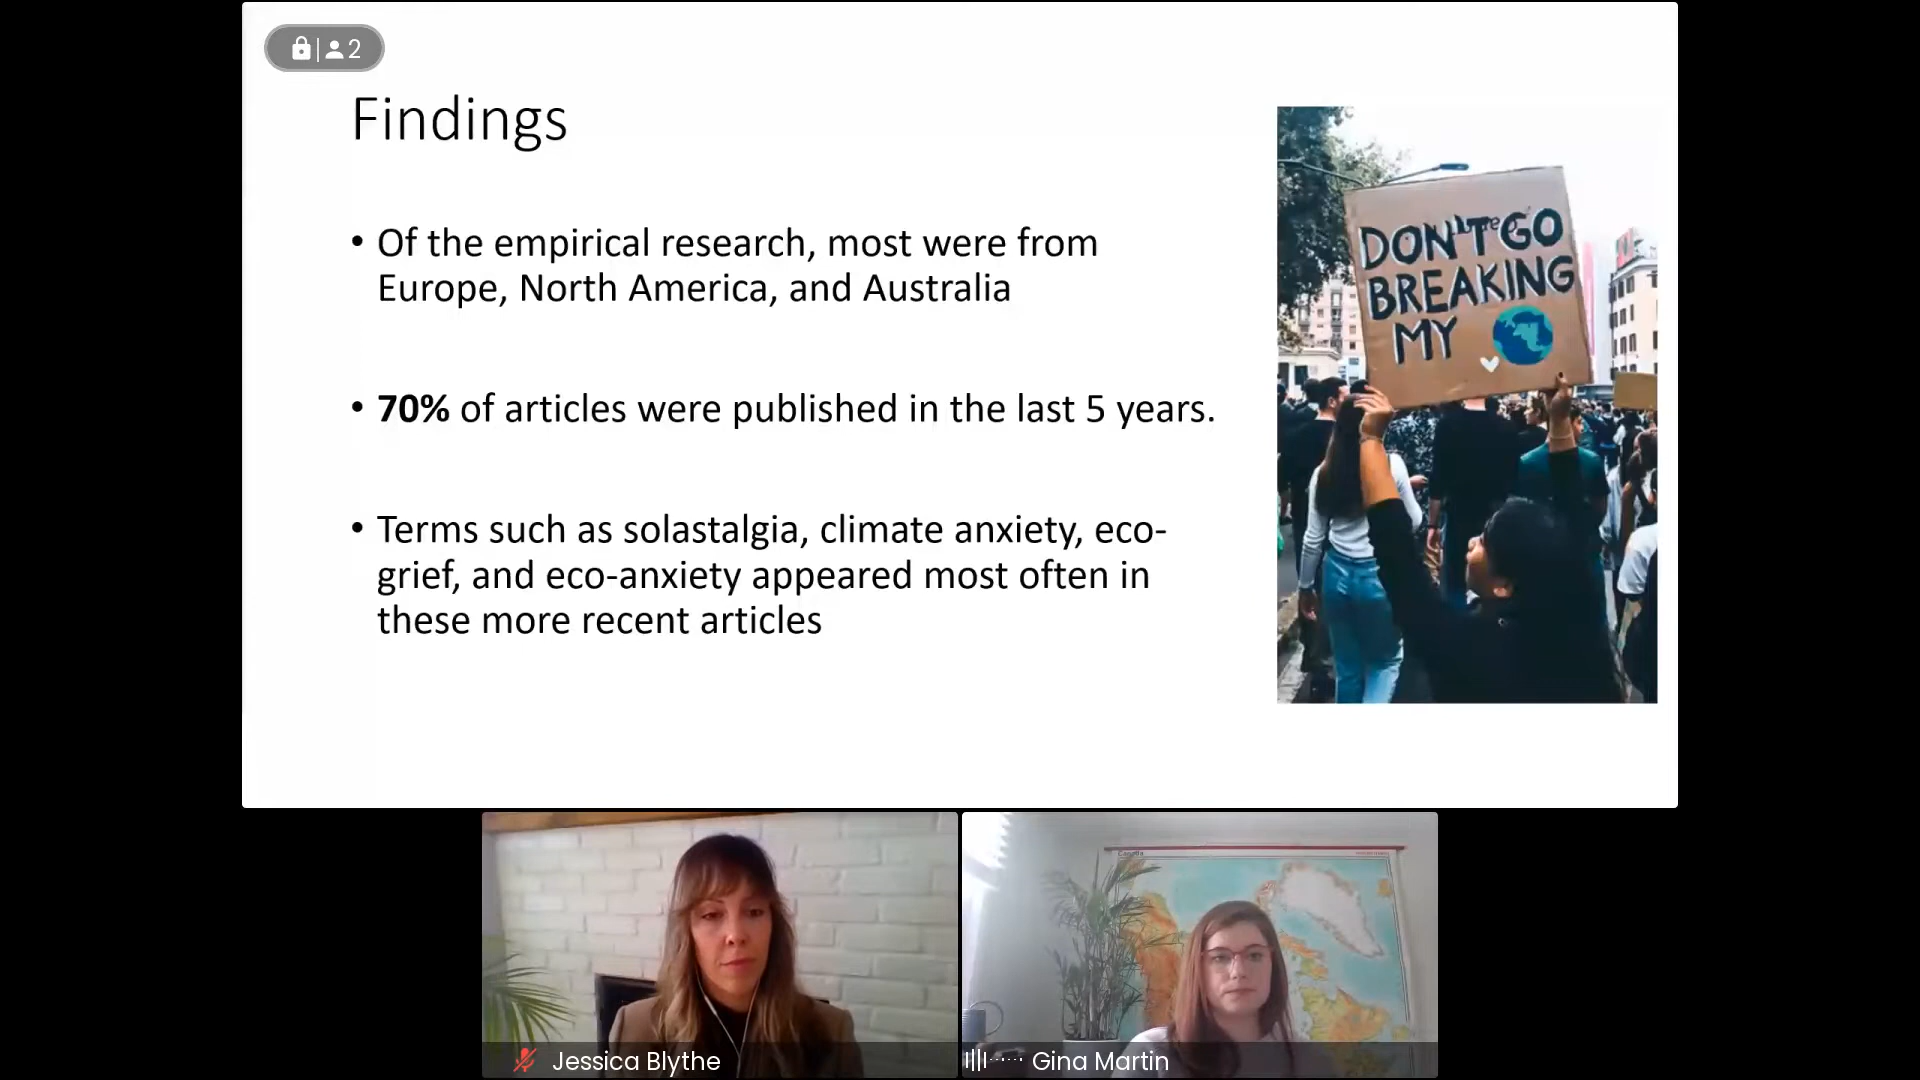 2
Findings
• Of the empirical research, most were from
Europe, North America, and Australia
• 70% of articles were published in the last 5 years.
• Terms such as solastalgia, climate anxiety, eco-
grief, and eco-anxiety appeared most often in
these more recent articles
DON'T GO
BREAKING
MY
Jessica Blythe
Gina Martin